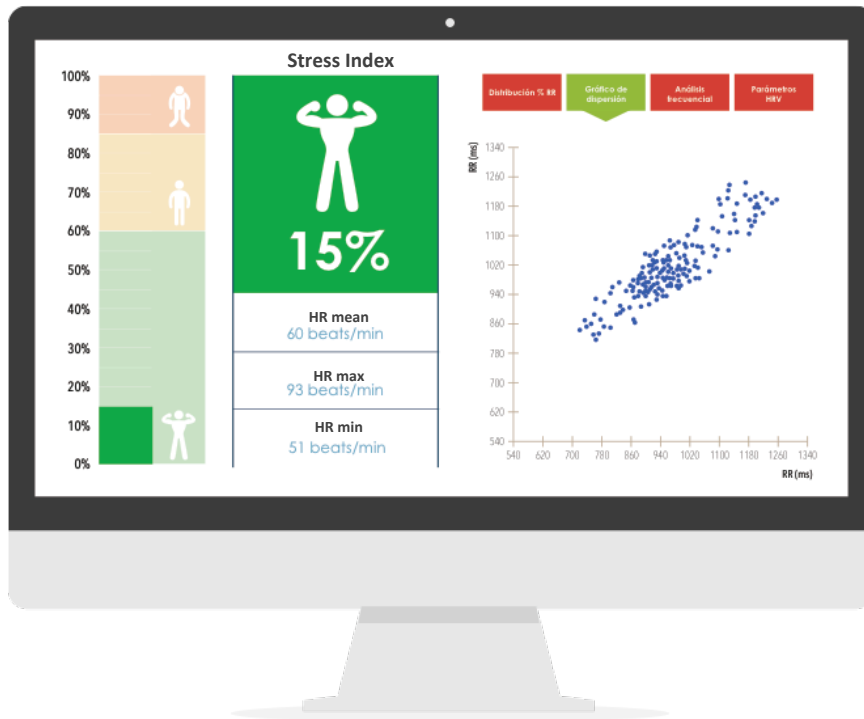 Stress Index
100%
90%
80%
70%
60%
50%
40%
30%
20%
10%
0%
15%
HR mean
60 beats/min
HR max
93 beats/min
HR min
51 beats/min
Distribución % RR
Gráfico de
dispersión
Análisis
frecuencial
Parámetros
HRV
RR (ms)
1340
1260
1180
1100
1020
940
860
780
700
620
540
540 620 700 780 860 940 1020 1100 1180 1260 1340
RR (ms)